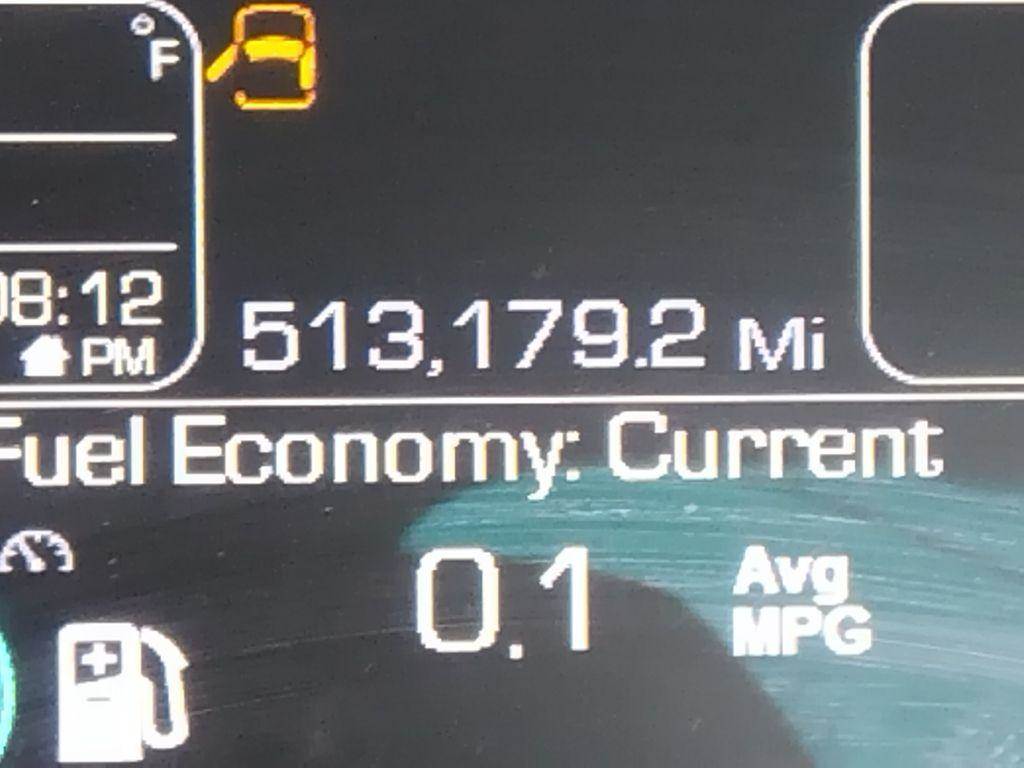 °F
08:12
PM
513,179.2 Mi
Fuel Economy: Current
0.1 Avg
MPG